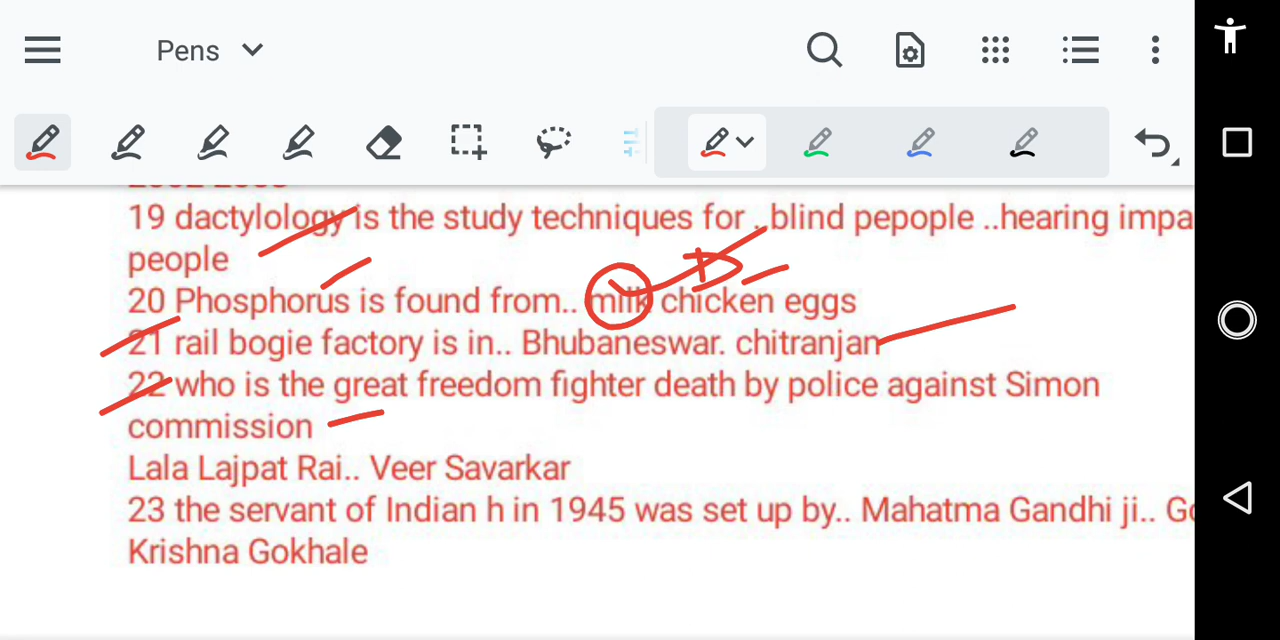 Pens
19 dactylology is the study techniques for .. blind pepople ..hearing impa
people
20 Phosphorus is found from.. milk chicken eggs
21 rail bogie factory is in.. Bhubaneswar. chitranjan
22 who is the great freedom fighter death by police against Simon
commission
Lala Lajpat Rai.. Veer Savarkar
23 the servant of Indian h in 1945 was set up by.. Mahatma Gandhi ji.. Go
Krishna Gokhale